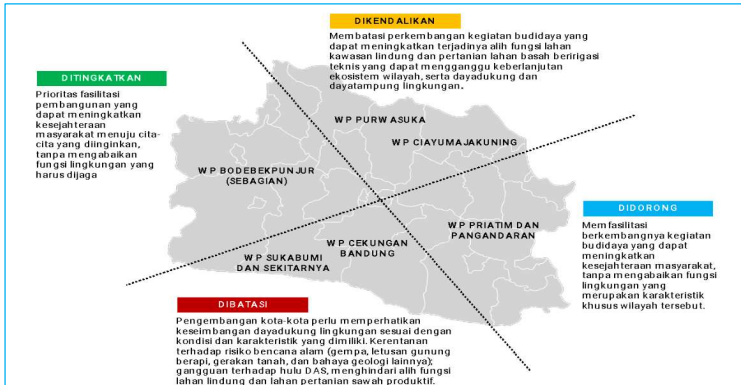 DIKENDALIKAN
Membatasi perkembangan kegiatan budidaya yang
dapat meningkatkan terjadinya alih fungsi lahan
kawasan lindung dan pertanian lahan basah beririgasi
teknis yang dapat mengganggu keberlanjutan
ekosistem wilayah, serta dayadukung dan
dayatampung lingkungan.
DITINGKATKAN
Prioritas fasilitasi
pembangunan yang
dapat meningkatkan
kesejahteraan
masyarakat menuju cita-
cita yang diinginkan,
tanpa mengabaikan
fungsi lingkungan yang
harus dijaga
WP PURWASUKA
WP CIAYUMAJAKUNING
WP BODEBEKPUNJUR
(SEBAGIAN)
WP PRIATIM DAN
PANGANDARAN
WP CEKUNGAN
BANDUNG
WP SUKABUMI
DAN SEKITARNYA
DIDORONG
Memfasilitasi
berkembangnya kegiatan
budidaya yang dapat
meningkatkan
kesejahteraan masyarakat,
tanpa mengabaikan fungsi
lingkungan yang
merupakan karakteristik
khusus wilayah tersebut.
DIBATASI
Pengembangan kota-kota perlu memperhatikan
keseimbangan dayadukung lingkungan sesuai dengan
kondisi dan karakteristik yang dimiliki. Kerentanan
terhadap risiko bencana alam (gempa, letusan gunung
berapi, gerakan tanah, dan bahaya geologi lainnya);
gangguan terhadap hulu DAS, menghindari alih fungsi
lahan lindung dan lahan pertanian sawah produktif.